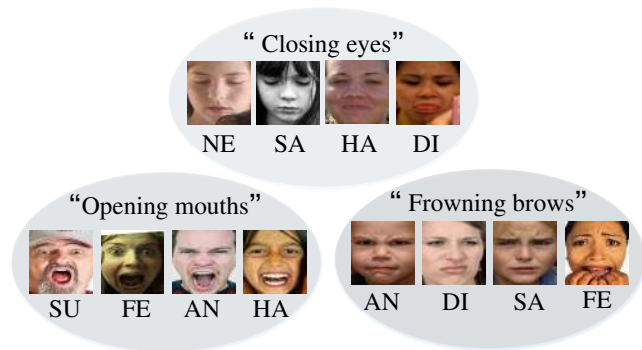 “ Closing eyes”
NE SA HA DI
“Opening mouths”
SU FE AN HA
“ Frowning brows”
AN DI SA FE